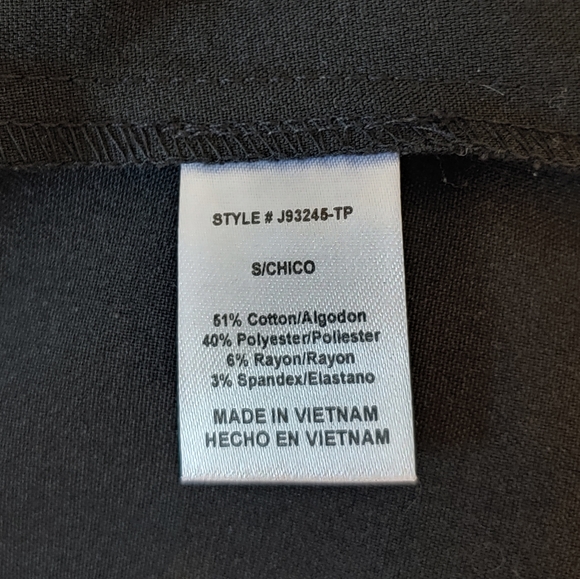 STYLE # J93245-TP
S/CHICO
51% Cotton/Algodon
40% Polyester/Poliester
6% Rayon/Rayon
3% Spandex/Elastano
MADE IN VIETNAM
HECHO EN VIETNAM